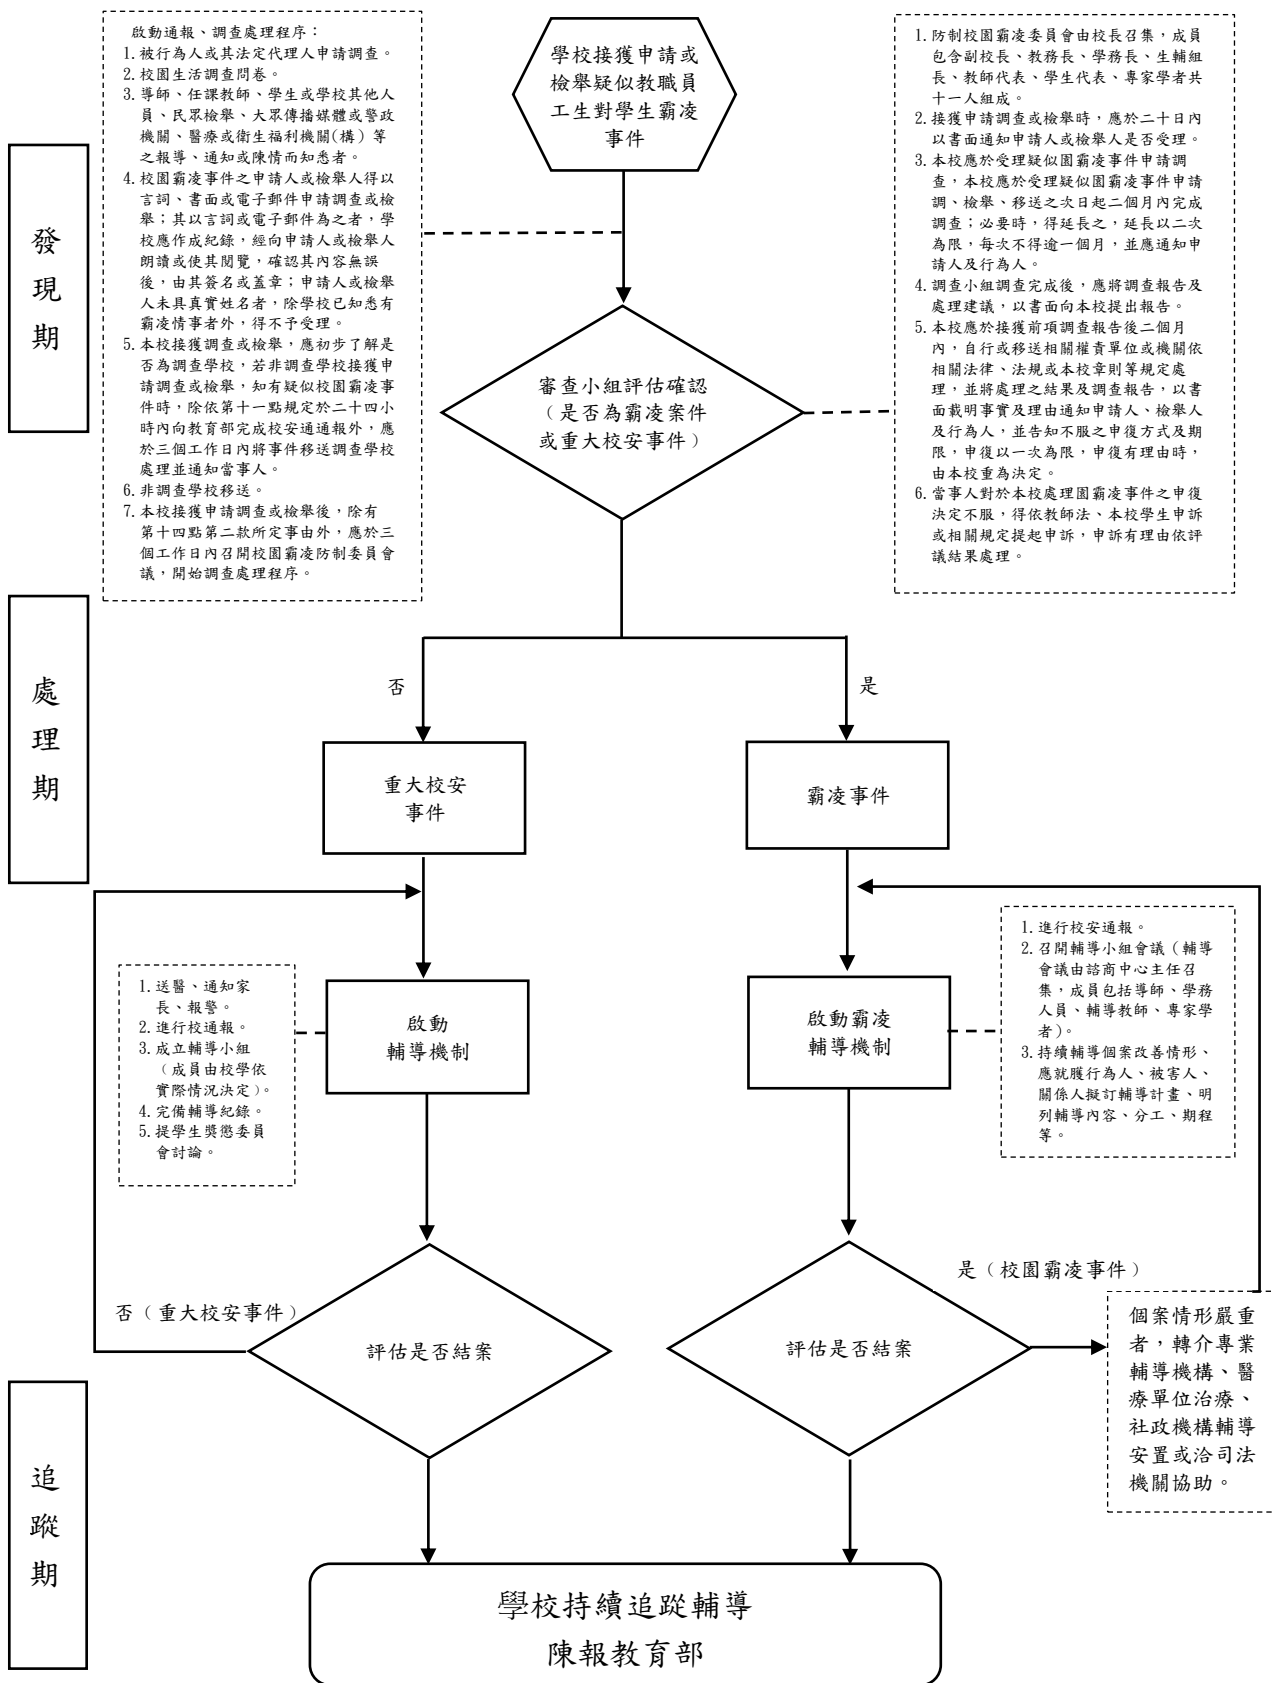 啟動通報、調查處理程序：
1.被行為人或其法定代理人申請調查。
2.校園生活調查問卷。
3.導師、任課教師、學生或學校其他人
員、民眾檢舉、大眾傳播媒體或警政
機關、醫療或衛生福利機關(構) 等
之報導、通知或陳情而知悉者。
4.校園霸凌事件之申請人或檢舉人得以
言詞、書面或電子郵件申請調查或檢
舉；其以言詞或電子郵件為之者，學
校應作成紀錄，經向申請人或檢舉人
朗讀或使其閱覽，確認其內容無誤
後，由其簽名或蓋章；申請人或檢舉
人未具真實姓名者，除學校已知悉有
霸凌情事者外，得不予受理。
5.本校接獲調查或檢舉，應初步了解是
否為調查學校，若非調查學校接獲申
請調查或檢舉，知有疑似校園霸凌事
件時，除依第十一點規定於二十四小
時內向教育部完成校安通通報外，應
於三個工作日內將事件移送調查學校
處理並通知當事人。
6.非調查學校移送。
7.本校接獲申請調查或檢舉後，除有
第十四點第二款所定事由外，應於三
個工作日內召開校園霸凌防制委員會
議，開始調查處理程序。
學校接獲申請或
檢舉疑似教職員
工生對學生霸凌
事件
1.防制校園霸凌委員會由校長召集，成員
包含副校長、教務長、學務長、生輔組
長、教師代表、學生代表、專家學者共
十一人組成。
2.接獲申請調查或檢舉時，應於二十日內
以書面通知申請人或檢舉人是否受理。
3.本校應於受理疑似園霸凌事件申請調
查，本校應於受理疑似園霸凌事件申請
調、檢舉、移送之次日起二個月內完成
調查；必要時，得延長之，延長以二次
為限，每次不得逾一個月，並應通知申
請人及行為人。
4.調查小組調查完成後，應將調查報告及
處理建議，以書面向本校提出報告。
5.本校應於接獲前項調查報告後二個月
內，自行或移送相關權責單位或機關依
相關法律、法規或本校章則等規定處
理，並將處理之結果及調查報告，以書
面載明事實及理由通知申請人、檢舉人
及行為人，並告知不服之申復方式及期
限，申復以一次為限，申復有理由時，
由本校重為決定。
6.當事人對於本校處理園霸凌事件之申復
決定不服，得依教師法、本校學生申訴
或相關規定提起申訴，申訴有理由依評
議結果處理。
發
現
期
審查小組評估確認
（是否為霸凌案件
或重大校安事件）
處
理
期
否
是
重大校安
事件
霸凌事件
1.送醫、通知家
長、報警。
2.進行校通報。
3.成立輔導小組
（成員由校學依
實際情況決定)。
4.完備輔導紀錄。
5.提學生獎懲委員
會討論。
啟動
輔導機制
啟動霸凌
輔導機制
1.進行校安通報。
2.召開輔導小組會議（輔導
會議由諮商中心主任召
集，成員包括導師、學務
人員、輔導教師、專家學
者)。
3.持續輔導個案改善情形、
應就腰行為人、被害人、
關係人擬訂輔導計畫、明
列輔導內容、分工、期程
等。
否（重大校安事件）
評估是否結案
是（校園霸凌事件）
評估是否結案
個案情形嚴重
者，轉介專業
輔導機構、醫
療單位治療、
社政機構輔導
安置或洽司法
機關協助。
追
蹤
期
學校持續追蹤輔導
陳報教育部